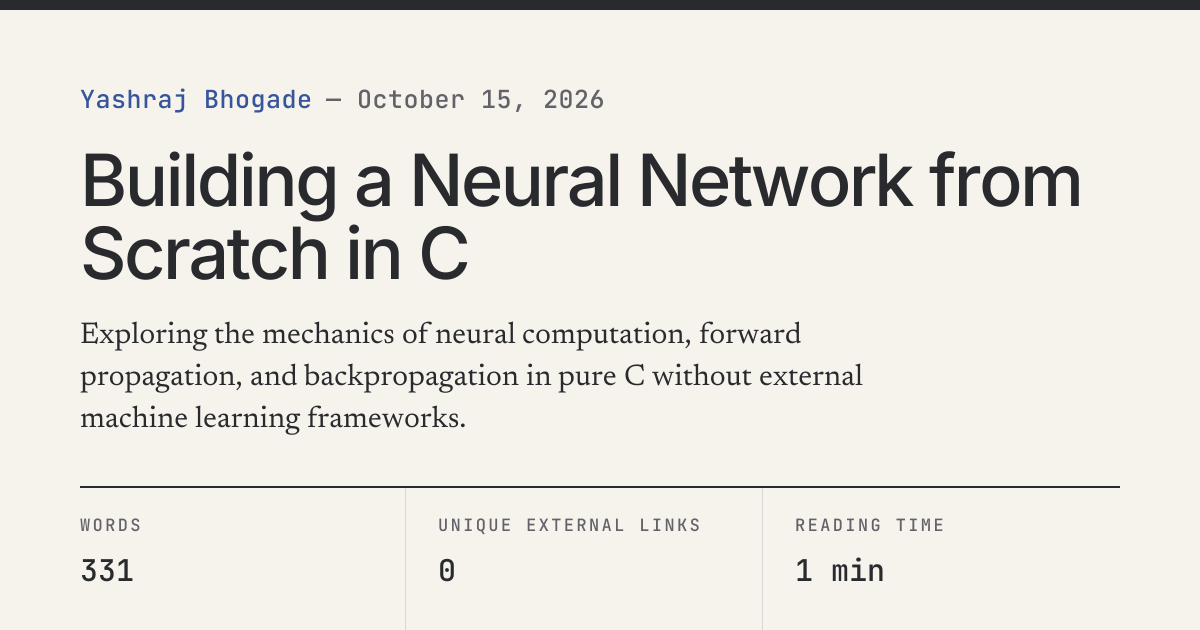 Yashraj Bhogade — October 15, 2026
Building a Neural Network from
Scratch in C
Exploring the mechanics of neural computation, forward
propagation, and backpropagation in pure C without external
machine learning frameworks.
WORDS
331
UNIQUE EXTERNAL LINKS
0
READING TIME
1 min